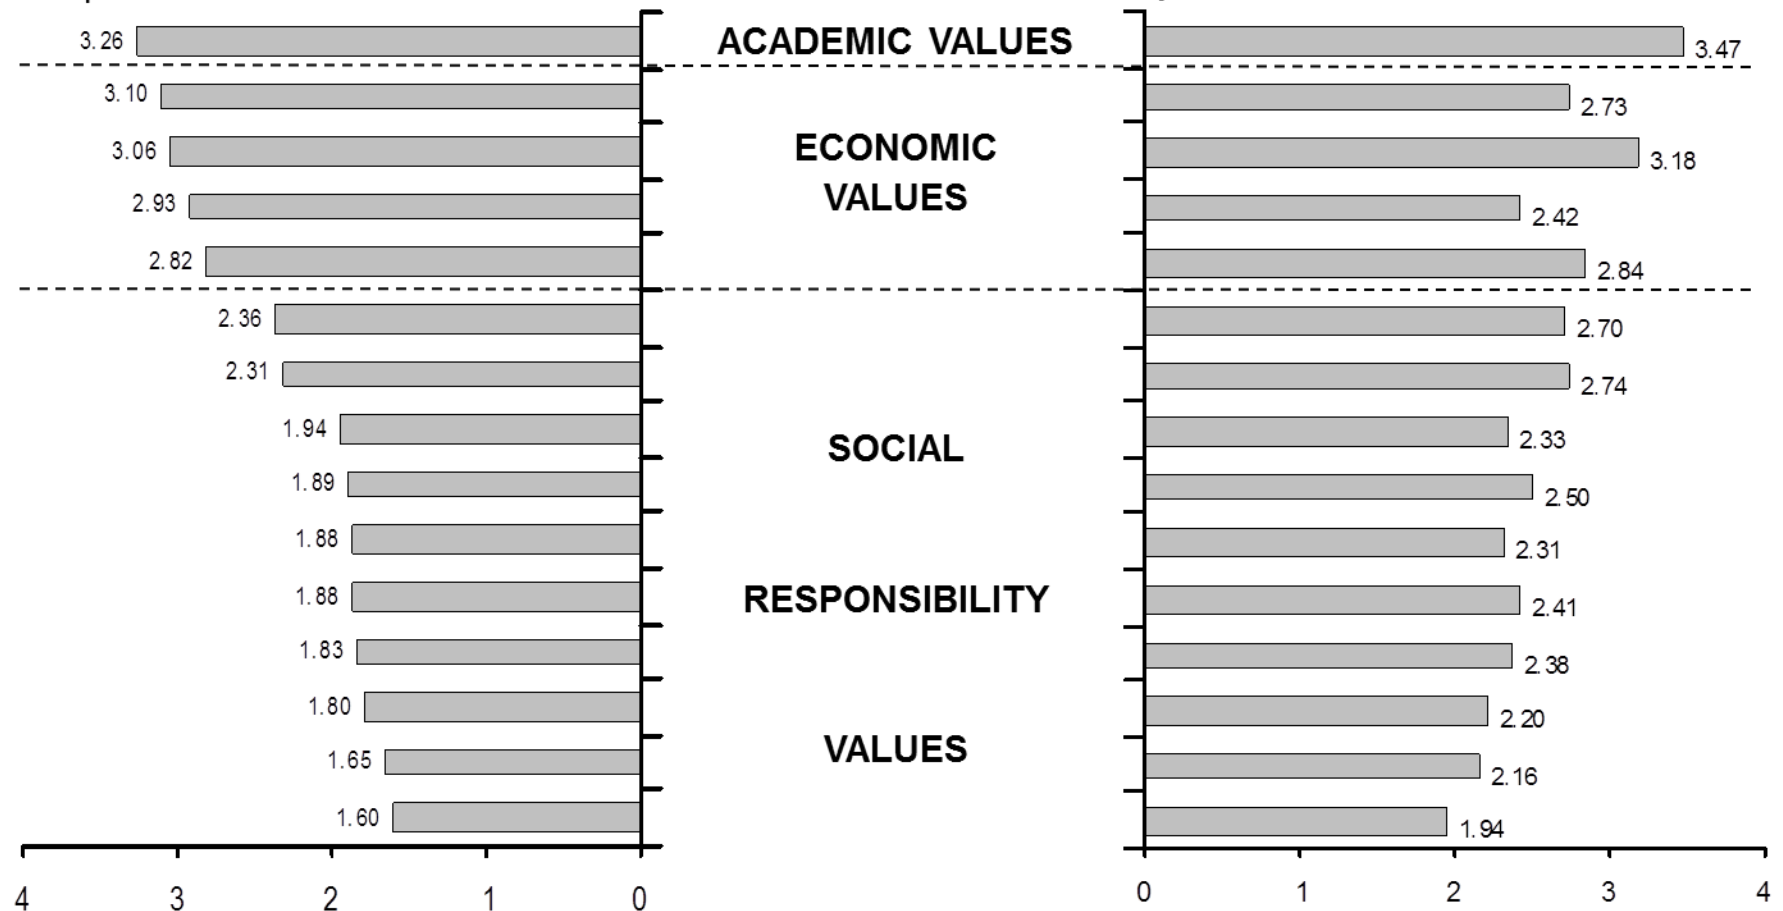 3.26 ACADEMIC VALUES 3.47
3.10 2.73
3.06 ECONOMIC 3.18
2.93 VALUES 2.42
2.82 2.84
2.36 2.70
2.31 2.74
1.94 SOCIAL 2.33
1.89 2.50
1.88 2.31
1.88 RESPONSIBILITY 2.41
1.83 2.38
1.80 2.20
1.65 VALUES 2.16
1.60 1.94
4 3 2 1 0 0 1 2 3 4